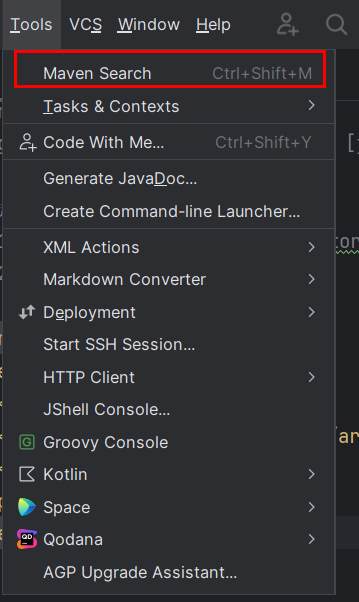 Tools VCS Window Help
Maven Search Ctrl+Shift+M
Tasks & Contexts
Code With Me... Ctrl+Shift+Y
Generate JavaDoc...
Create Command-line Launcher...
XML Actions
Markdown Converter
Deployment
Start SSH Session...
HTTP Client
JShell Console...
G Groovy Console
Kotlin
Space
QD Qodana
AGP Upgrade Assistant...